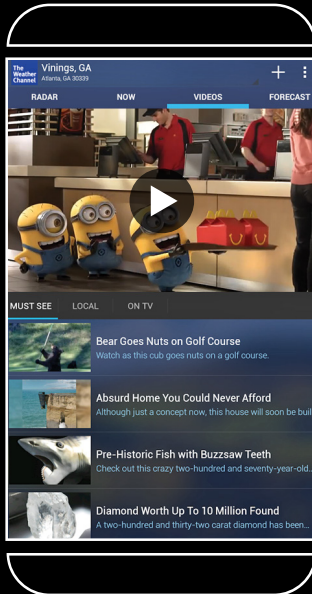 The
Weather
Channel
Vinings, GA
Atlanta, GA 30339
RADAR
NOW
VIDEOS
FORECAST
MUST SEE
LOCAL
ON TV
Bear Goes Nuts on Golf Course
Watch as this cub goes nuts on a golf course.
Absurd Home You Could Never Afford
Although just a concept now, this house will soon be buil
Pre-Historic Fish with Buzzsaw Teeth
Check out this crazy two-hundred and seventy-year-old..
Diamond Worth Up To 10 Million Found
A two-hundred and thirty-two carat diamond has been...